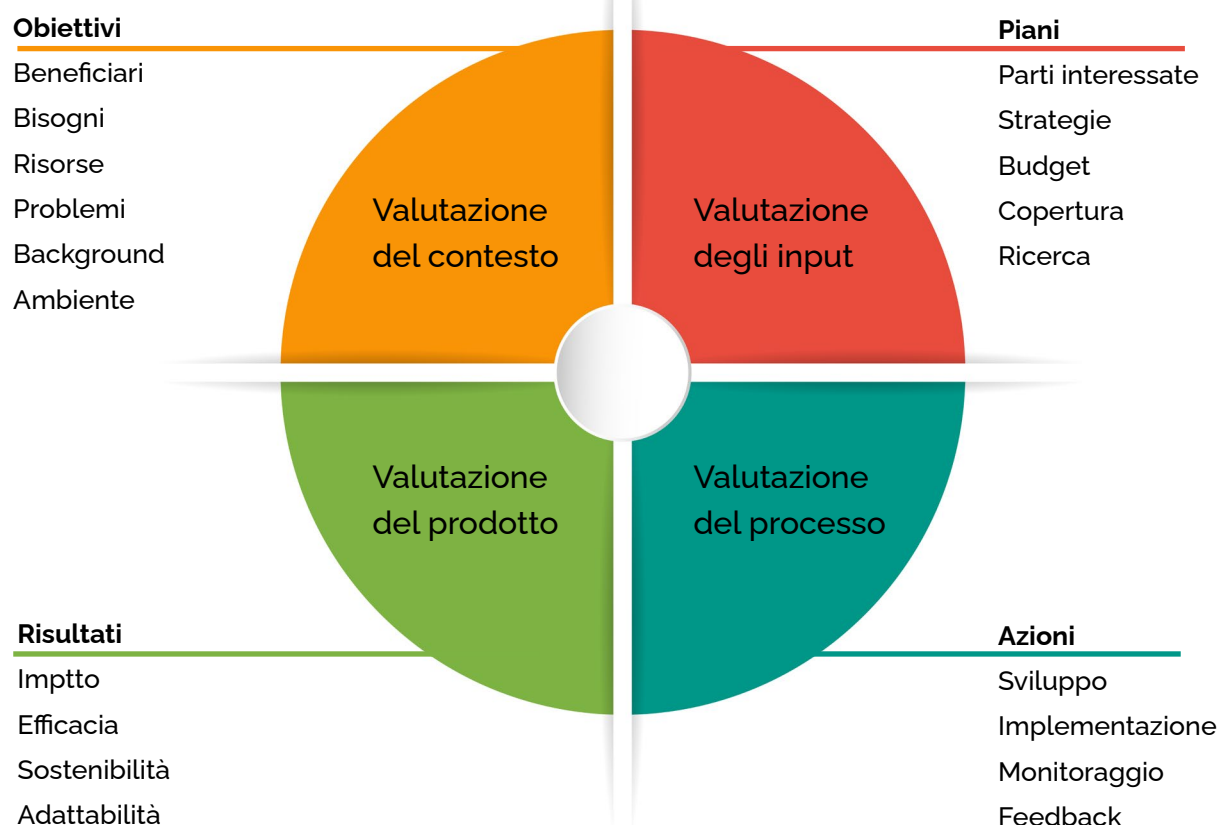 Obiettivi
Beneficiari
Bisogni
Risorse
Problemi
Background
Ambiente
Piani
Parti interessate
Strategie
Budget
Copertura
Ricerca
Valutazione
del contesto
Valutazione
degli input
Valutazione
del prodotto
Valutazione
del processo
Risultati
Imptto
Efficacia
Sostenibilità
Adattabilità
Azioni
Sviluppo
Implementazione
Monitoraggio
Feedback